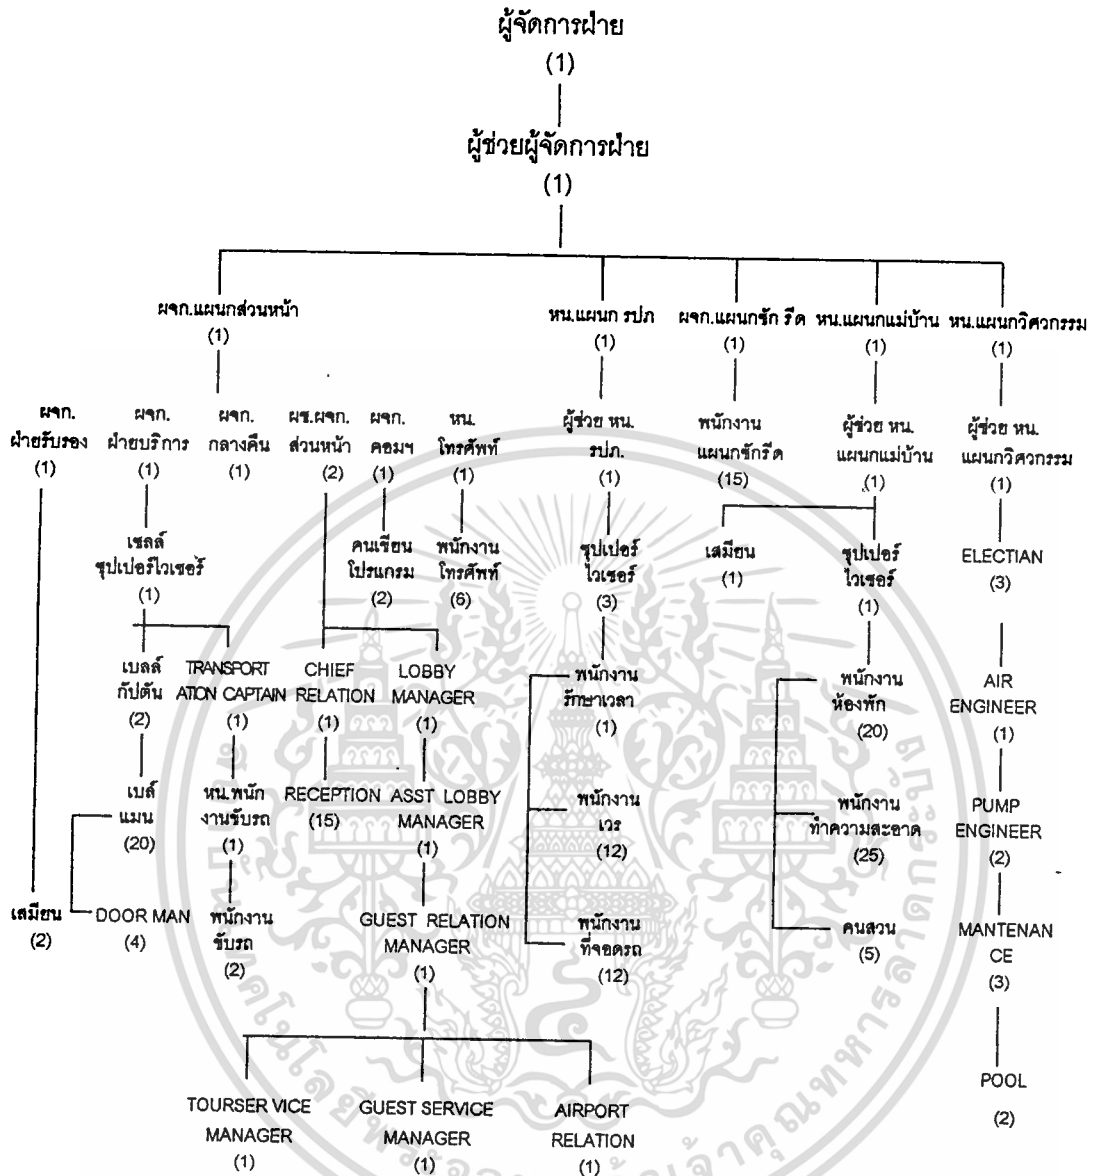 ผู้จัดการฝ่าย
(1)
ผู้ช่วยผู้จัดการฝ่าย
(1)
ผจก.แผนกส่วนหน้า
(1)
หน.แผนก รปภ
(1)
ผจก.แผนกซัก รีด
(1)
หน.แผนกแม่บ้าน
(1)
หน.แผนกวิศวกรรม
(1)
ผจก.
ฝ่ายรับรอง
(1)
ผจก.
ฝ่ายบริการ
(1)
ผจก.
กลางคืน
(1)
ผช.ผจก.
ส่วนหน้า
(2)
ผจก.
คอมฯ
(1)
หน.
โทรศัพท์
(1)
ผู้ช่วย หน.
รปภ.
(1)
พนักงาน
แผนกซักรีด
(15)
ผู้ช่วย หน.
แผนกแม่บ้าน
(1)
ผู้ช่วย หน.
แผนกวิศวกรรม
(1)
เซลล์
ซุปเปอร์ไวเซอร์
(1)
คนเขียน
โปรแกรม
(2)
พนักงาน
โทรศัพท์
(6)
ซุปเปอร์
ไวเซอร์
(3)
เสมียน
(1)
ซุปเปอร์
ไวเซอร์
(1)
ELECTIAN
(3)
เบลล์
กัปตัน
(2)
TRANSPORT
ATION CAPTAIN
(1)
CHIEF
RELATION
(1)
LOBBY
MANAGER
(1)
พนักงาน
รักษาเวลา
(1)
พนักงาน
ห้องพัก
(20)
AIR
ENGINEER
(1)
เบล์
แมน
(20)
หน.พนัก
งานขับรถ
(1)
RECEPTION
(15)
ASST LOBBY
MANAGER
(1)
พนักงาน
เวร
(12)
พนักงาน
ทำความสะอาด
(25)
PUMP
ENGINEER
(2)
เสมียน
(2)
DOOR MAN
(4)
พนักงาน
ขับรถ
(2)
GUEST RELATION
MANAGER
(1)
พนักงาน
ที่จอดรถ
(12)
คนสวน
(5)
MANTENAN
CE
(3)
TOURSER VICE
MANAGER
(1)
GUEST SERVICE
MANAGER
(1)
AIRPORT
RELATION
(1)
POOL
(2)